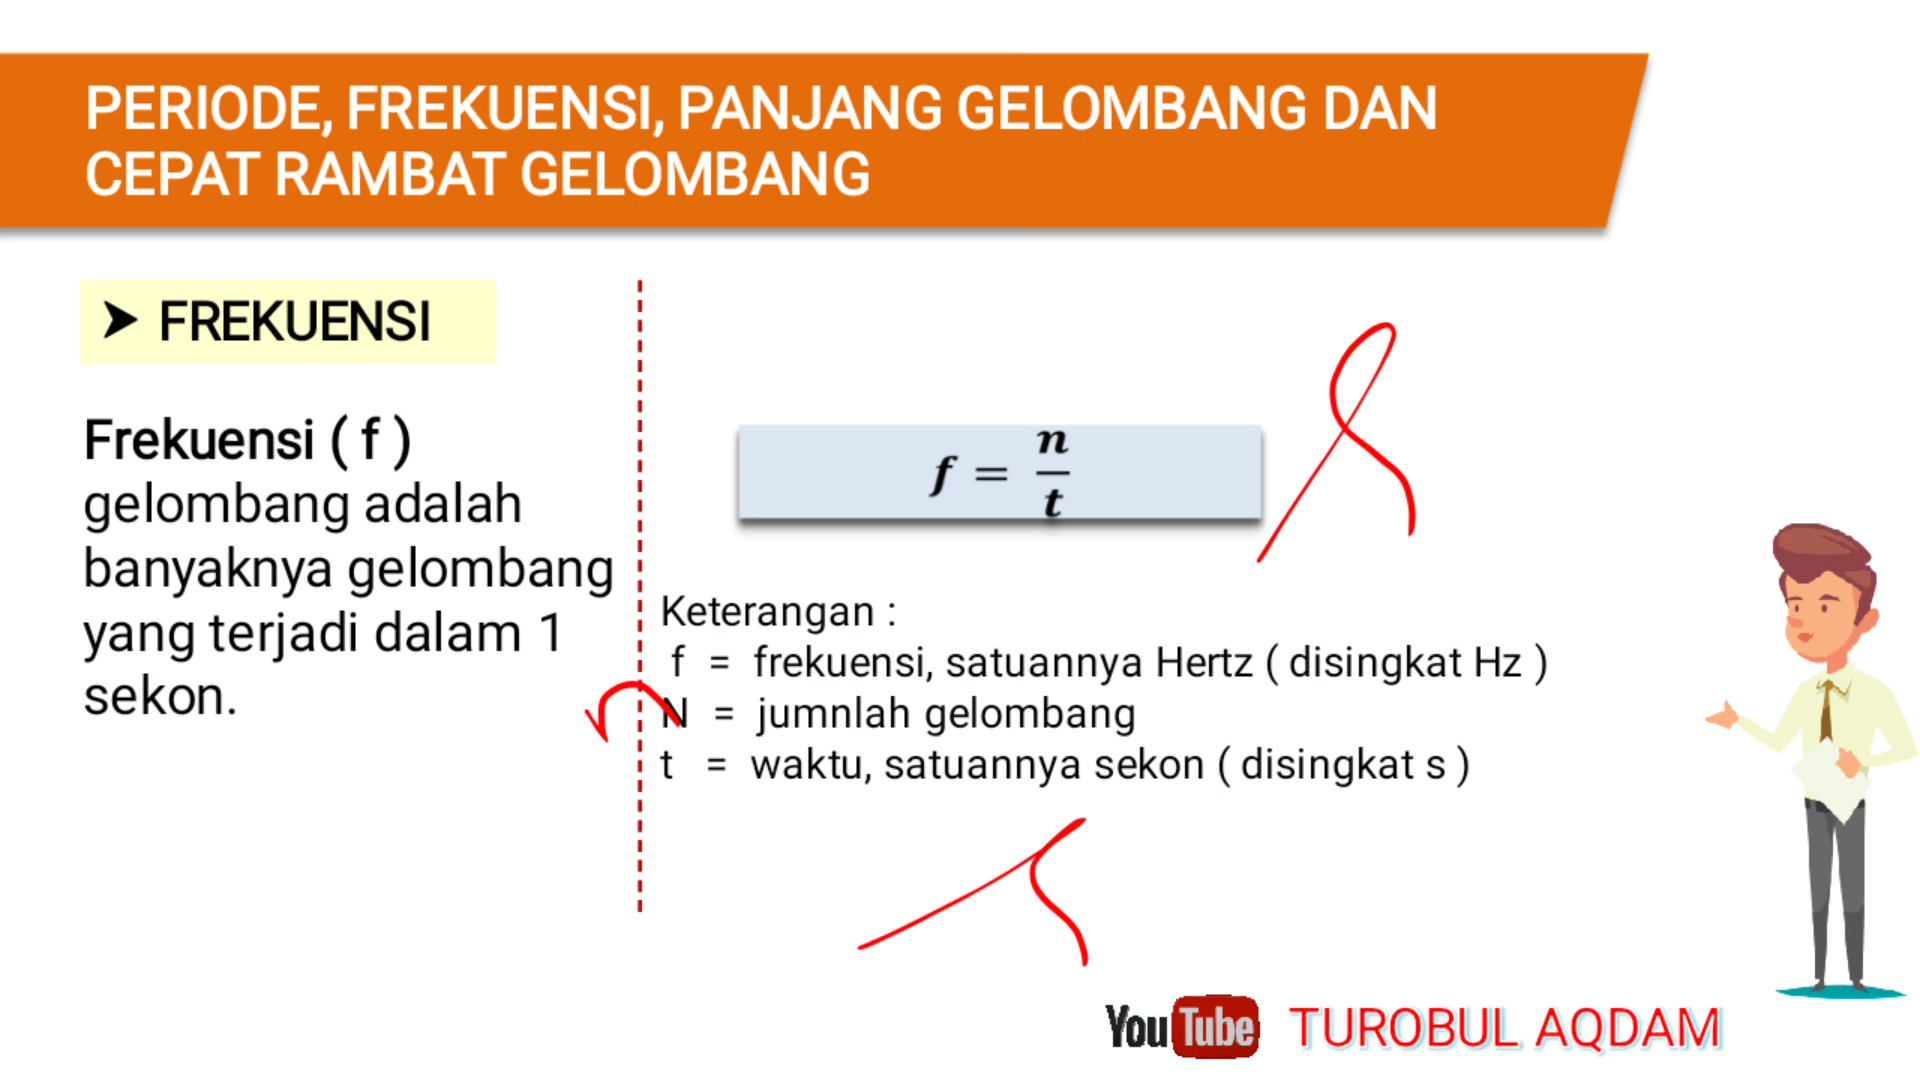 PERIODE, FREKUENSI, PANJANG GELOMBANG DAN
CEPAT RAMBAT GELOMBANG
➤ FREKUENSI
Frekuensi ( f )
gelombang adalah
banyaknya gelombang
yang terjadi dalam 1
sekon.
f = n/t
Keterangan :
f = frekuensi, satuannya Hertz ( disingkat Hz )
N = jumnlah gelombang
t = waktu, satuannya sekon ( disingkat s )
YouTube TUROBUL AQDAM